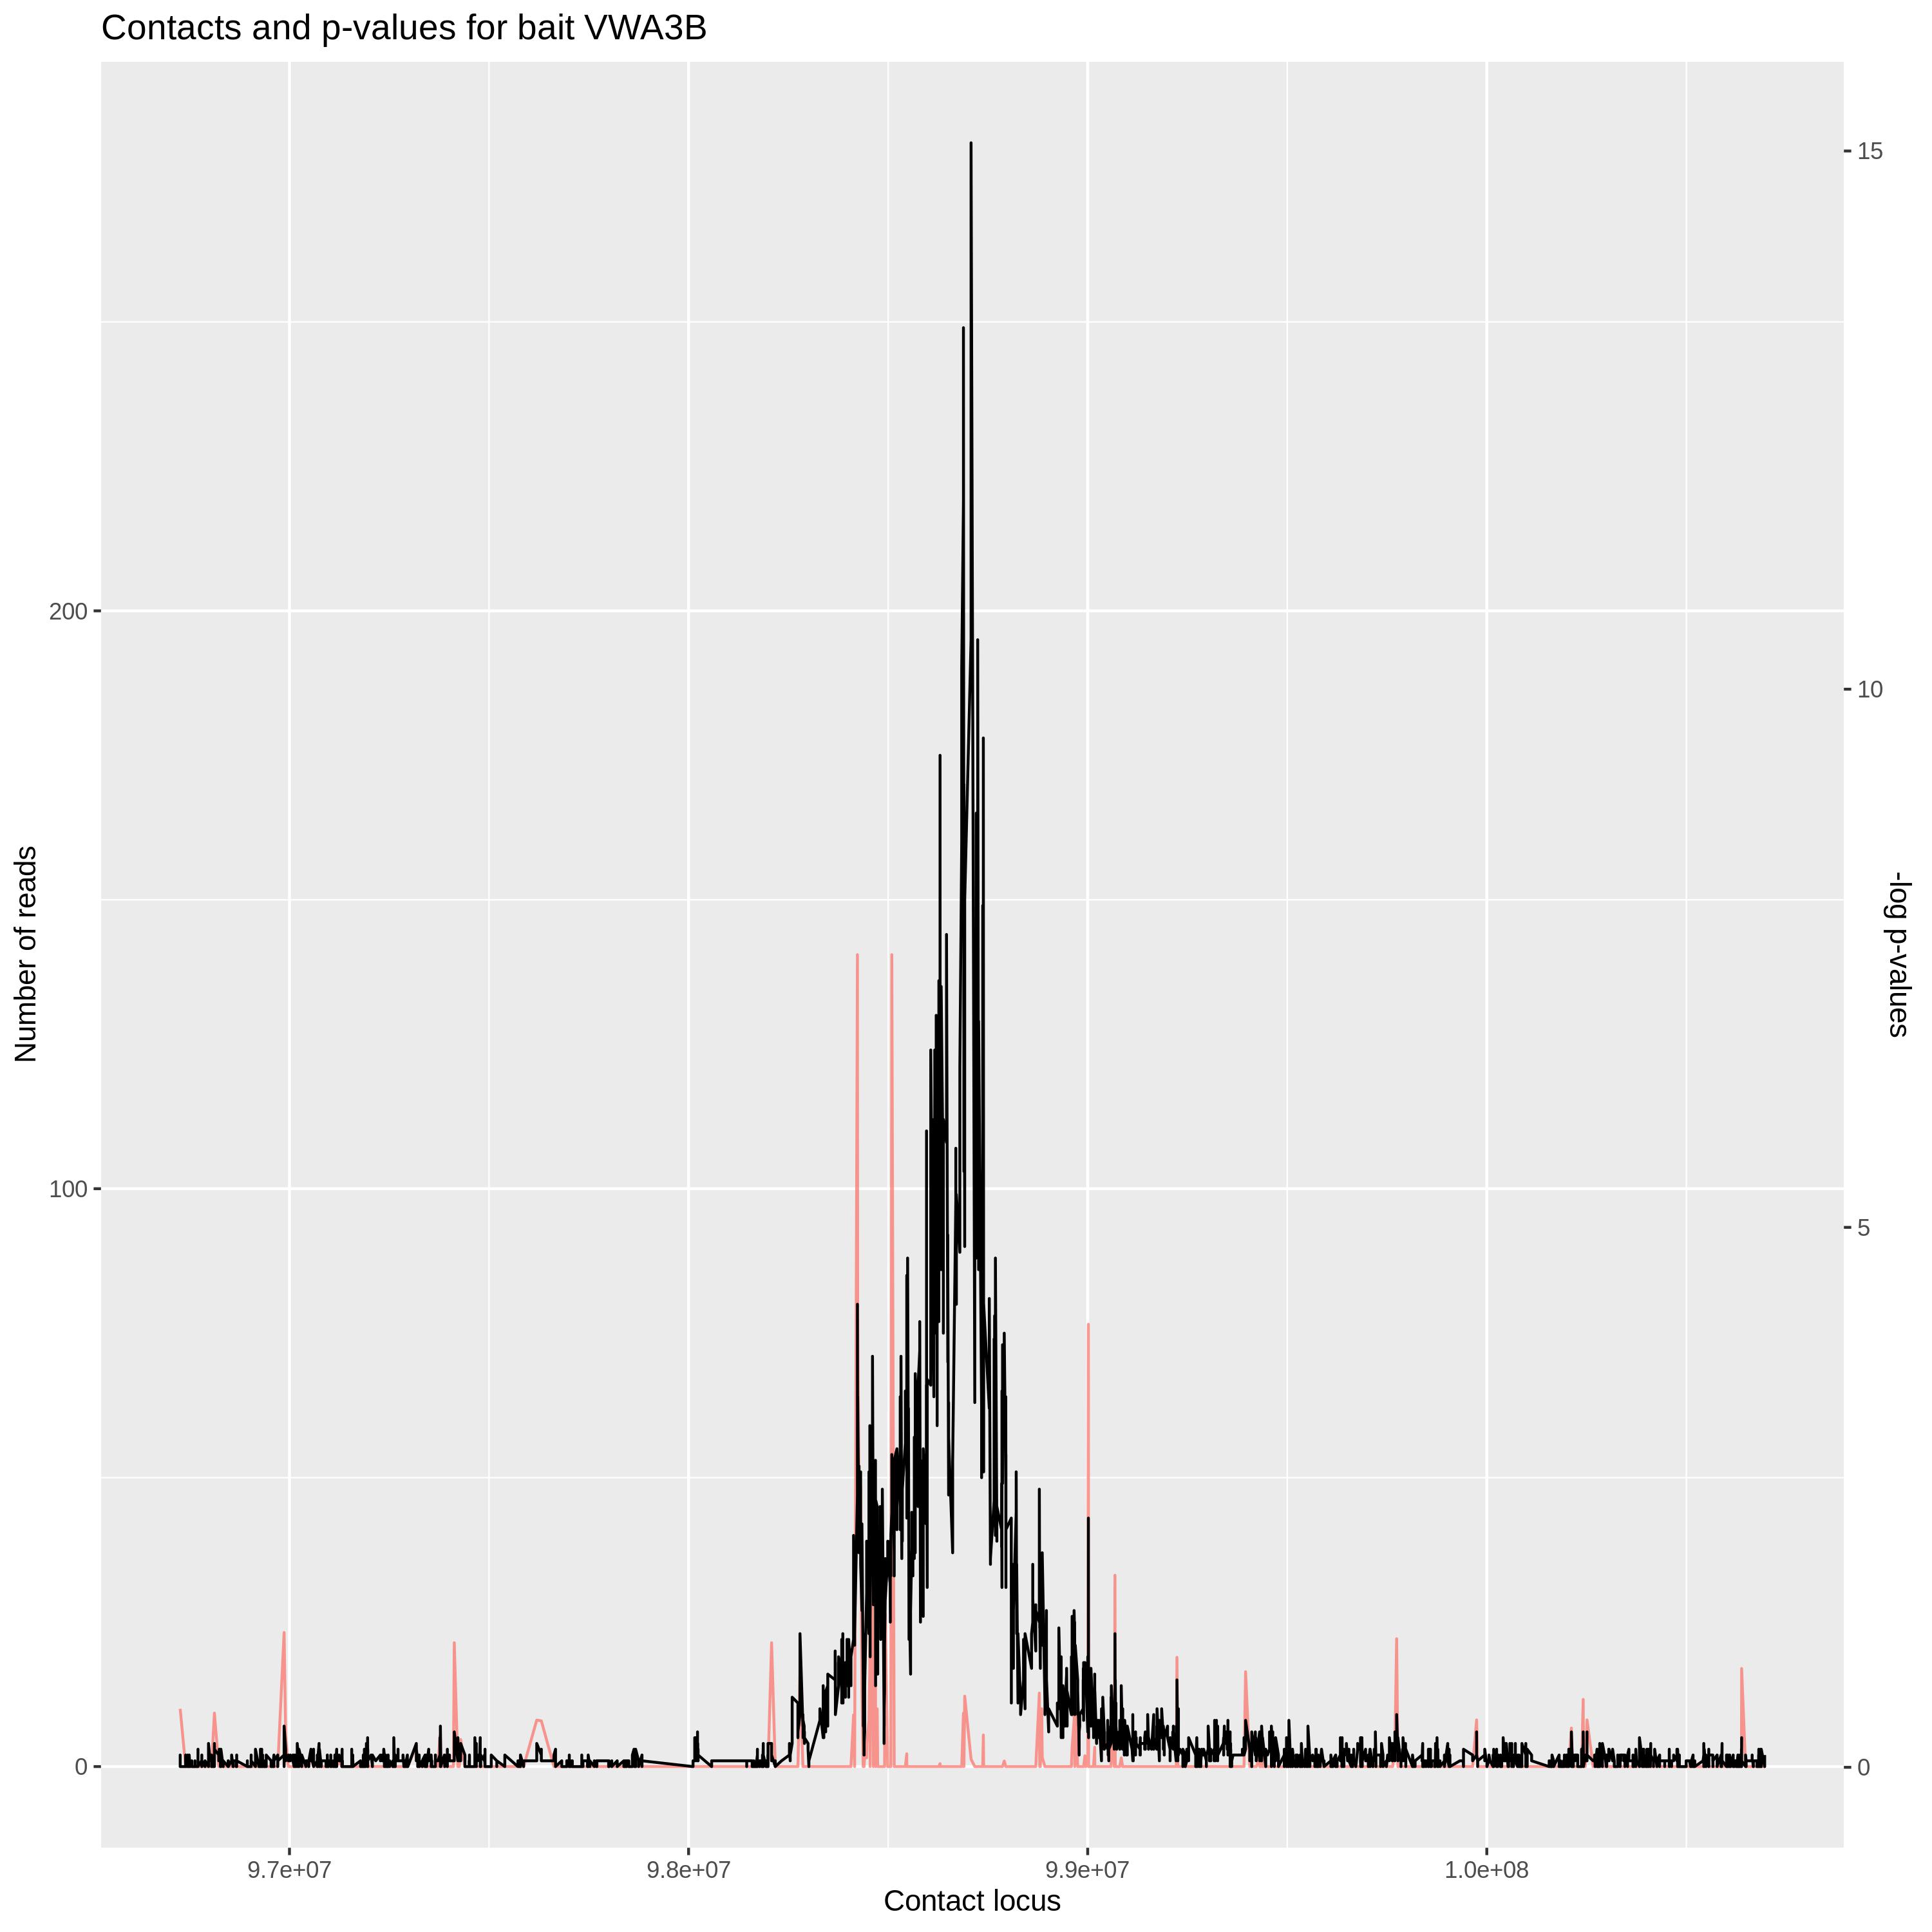 Contacts and p-values for bait VWA3B
Number of reads
200
100
0
15
10
5
0
-log p-values
9.7e+07
9.8e+07
9.9e+07
1.0e+08
Contact locus